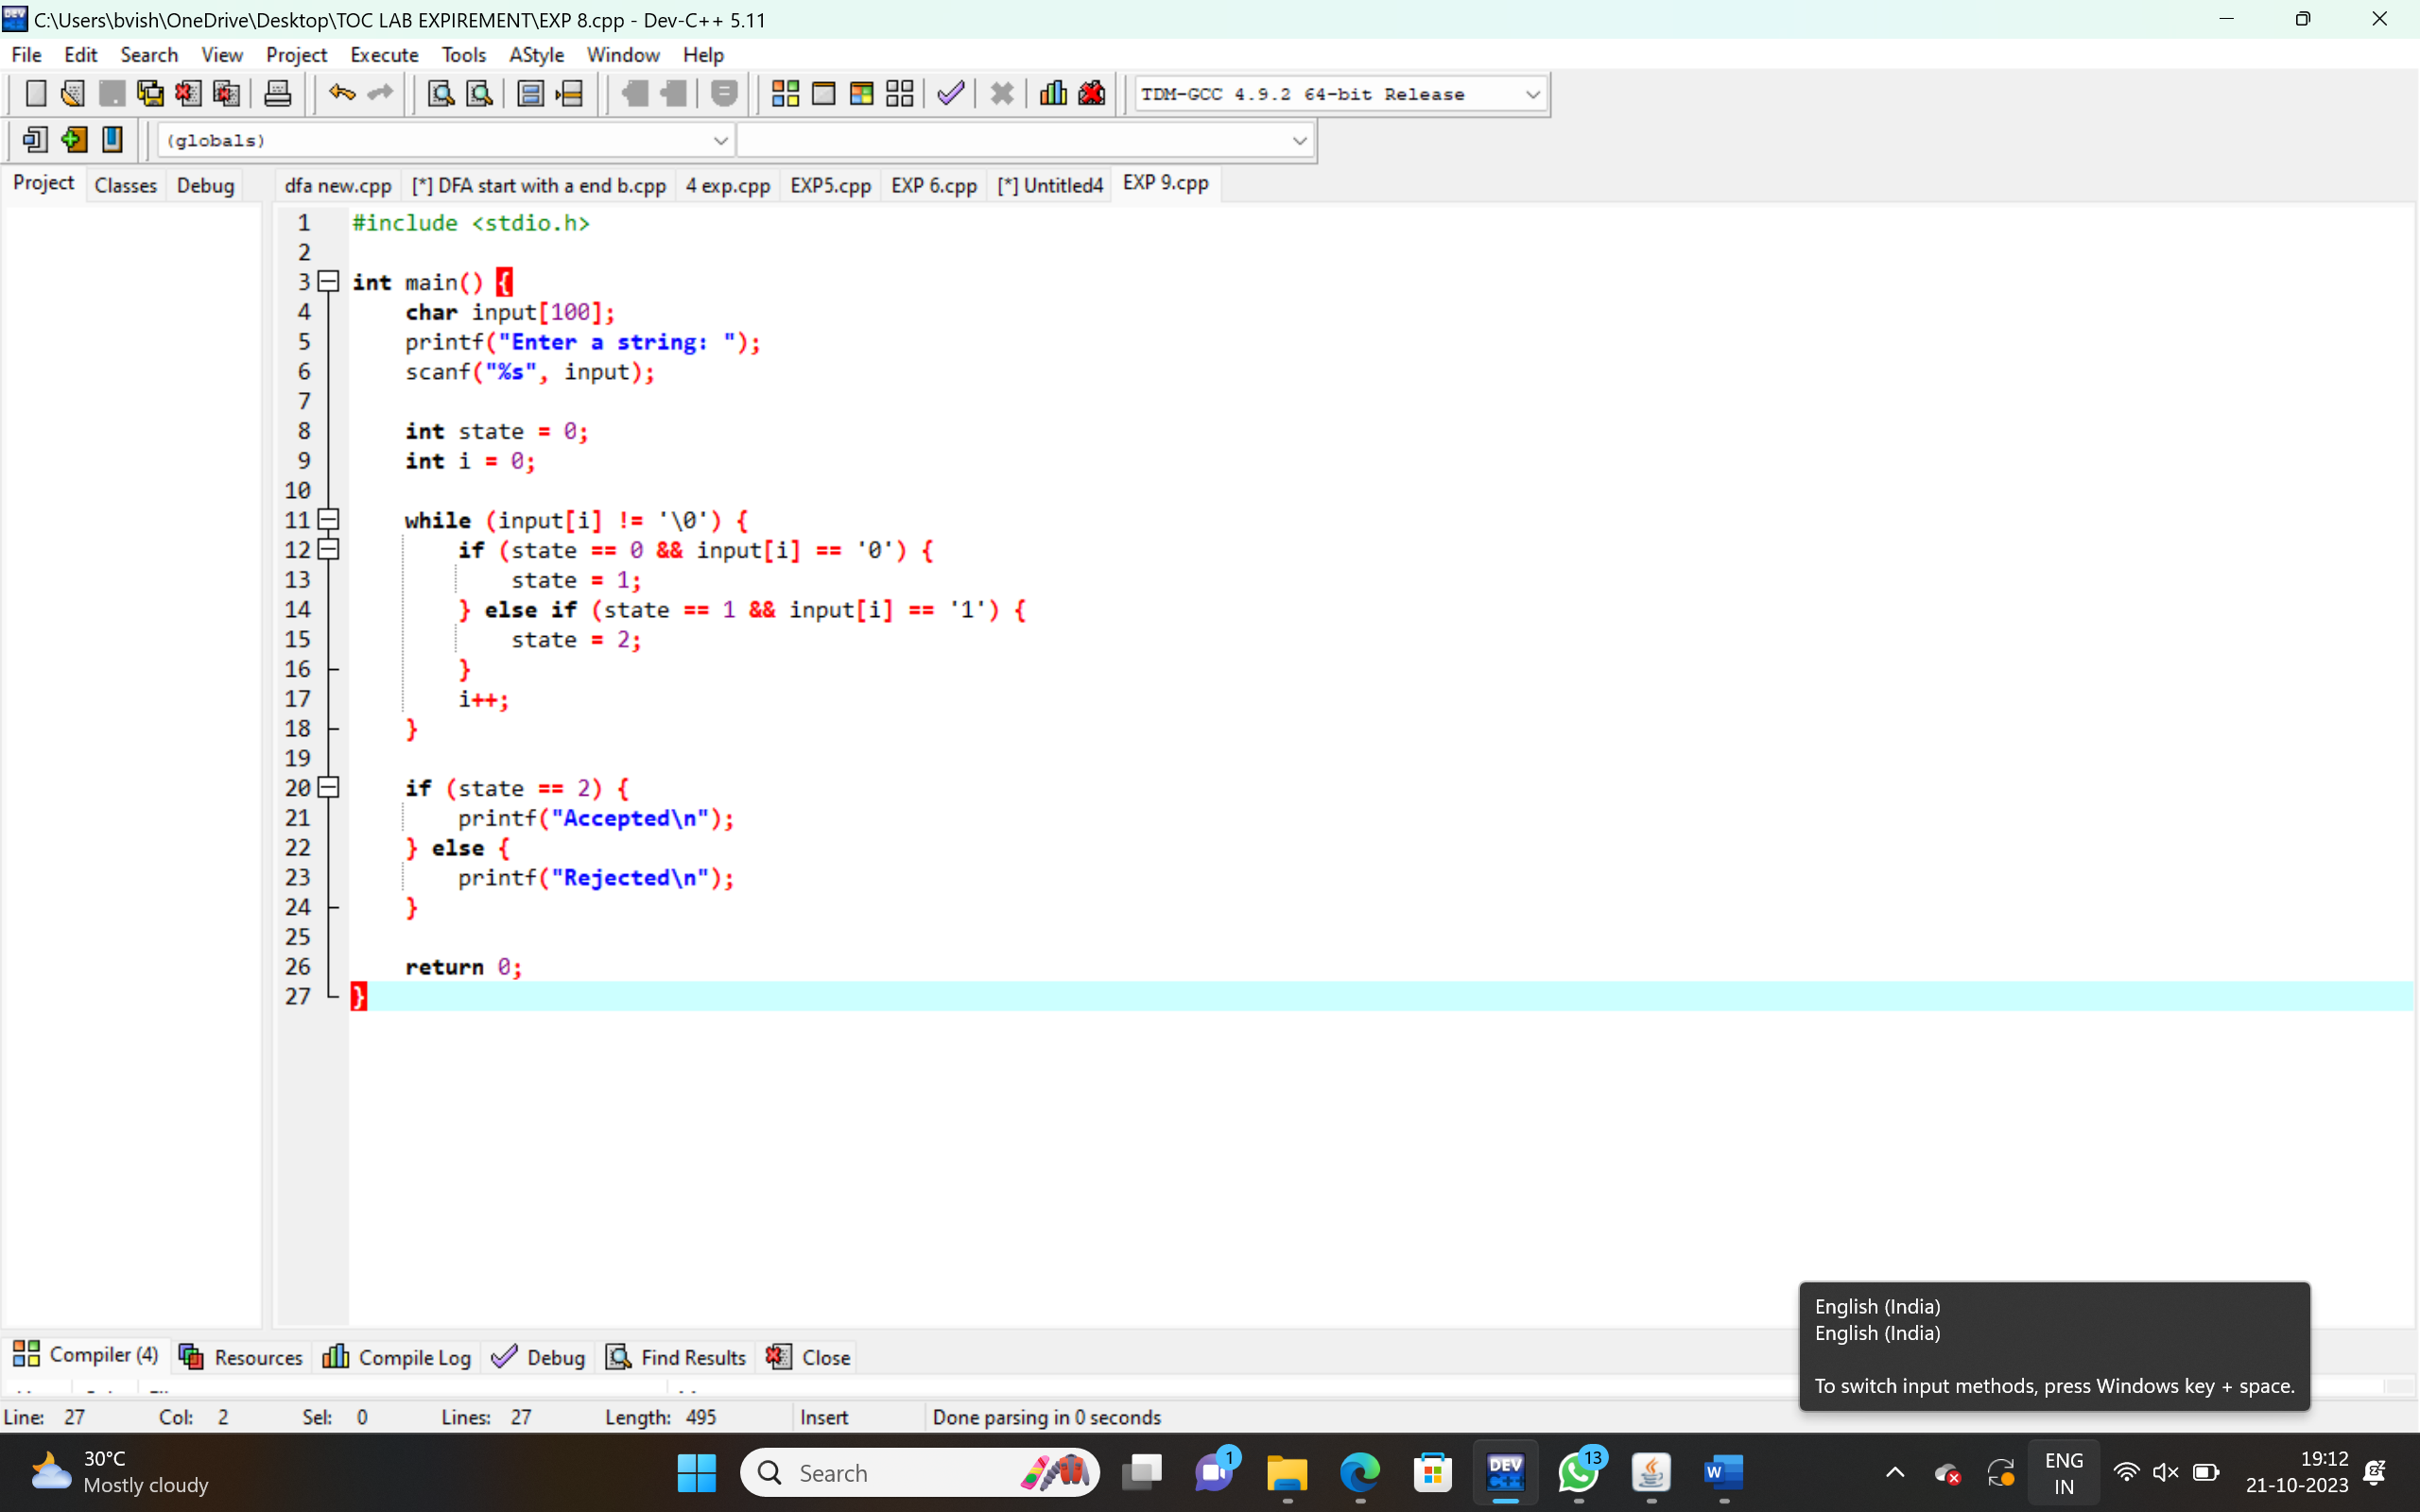 C:\Users\bvish\OneDrive\Desktop\TOC LAB EXPIREMENT\EXP 8.cpp - Dev-C++ 5.11
File Edit Search View Project Execute Tools AStyle Window Help
TDM-GCC 4.9.2 64-bit Release
(globals)
Project Classes Debug
dfa new.cpp [*] DFA start with a end b.cpp 4 exp.cpp EXP5.cpp EXP 6.cpp [*] Untitled4 EXP 9.cpp
1 #include <stdio.h>
2
3 int main() {
4 char input[100];
5 printf("Enter a string: ");
6 scanf("%s", input);
7
8 int state = 0;
9 int i = 0;
10
11 while (input[i] != '\0') {
12 if (state == 0 && input[i] == '0') {
13 state = 1;
14 } else if (state == 1 && input[i] == '1') {
15 state = 2;
16 }
17 i++;
18 }
19
20 if (state == 2) {
21 printf("Accepted\n");
22 } else {
23 printf("Rejected\n");
24 }
25
26 return 0;
27 }
English (India)
English (India)
To switch input methods, press Windows key + space.
Compiler (4) Resources Compile Log Debug Find Results Close
Line: 27 Col: 2 Sel: 0 Lines: 27 Length: 495 Insert Done parsing in 0 seconds
30°C
Mostly cloudy
Search
DEV C++
1
13
W
ENG
IN
19:12
21-10-2023